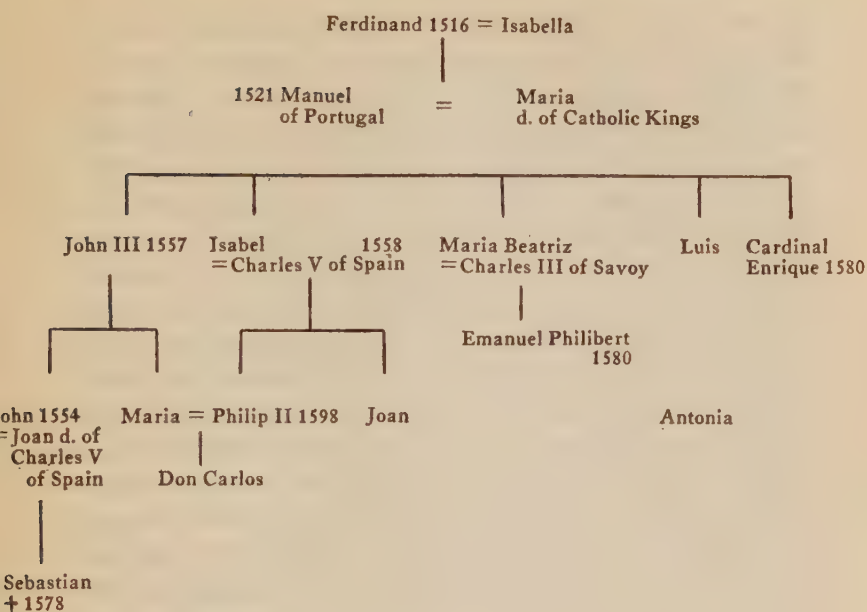 Ferdinand 1516 = Isabella
1521 Manuel = Maria
of Portugal d. of Catholic Kings
John III 1557 Isabel 1558 Maria Beatriz Luis Cardinal
=Charles V of Spain =Charles III of Savoy Enrique 1580
Emanuel Philibert
1580
ohn 1554 Maria = Philip II 1598 Joan Antonia
=Joan d. of
Charles V Don Carlos
of Spain
Sebastian
+ 1578